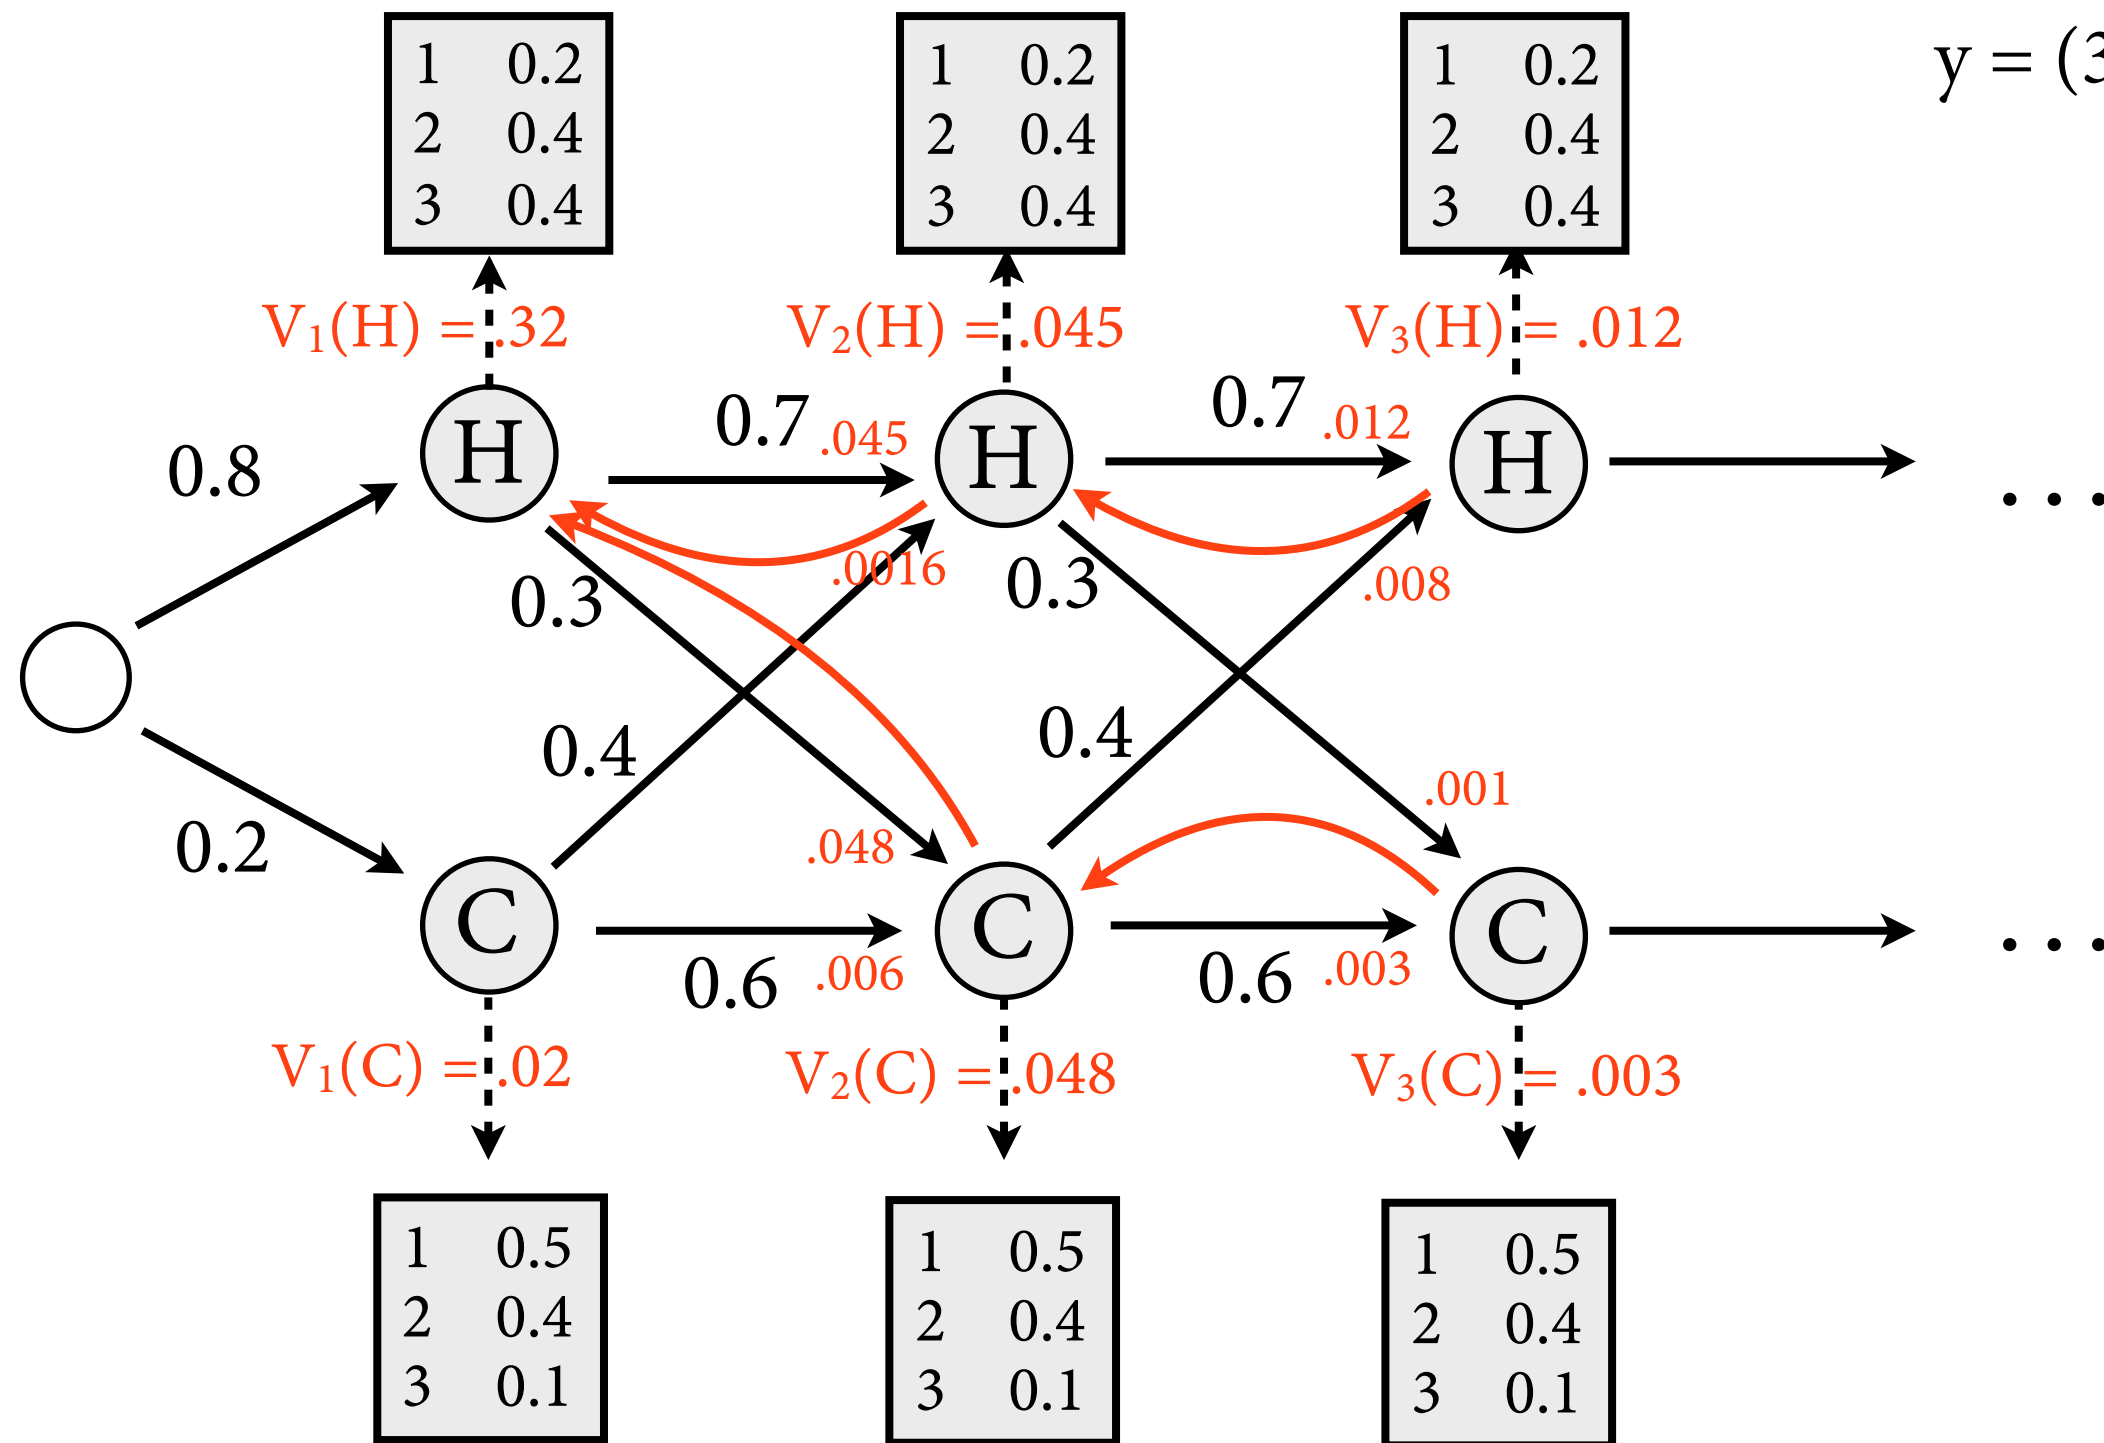 1 0.2
2 0.4
3 0.4
1 0.2
2 0.4
3 0.4
1 0.2
2 0.4
3 0.4
y = (3
V₁(H) = .32
V₂(H) = .045
V₃(H) = .012
0.8
H
0.7
.045
H
0.7
.012
H
...
0.3
.0016
0.3
.008
0.4
0.4
.048
.001
0.2
C
0.6
.006
C
0.6
.003
C
...
V₁(C) = .02
V₂(C) = .048
V₃(C) = .003
1 0.5
2 0.4
3 0.1
1 0.5
2 0.4
3 0.1
1 0.5
2 0.4
3 0.1